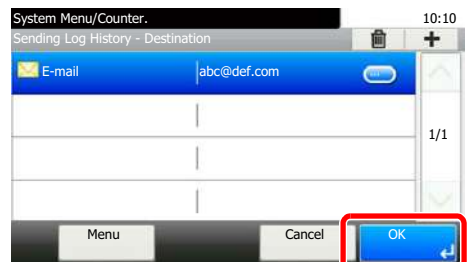 System Menu/Counter. 10:10
Sending Log History - Destination
E-mail abc@def.com
1/1
Menu Cancel OK